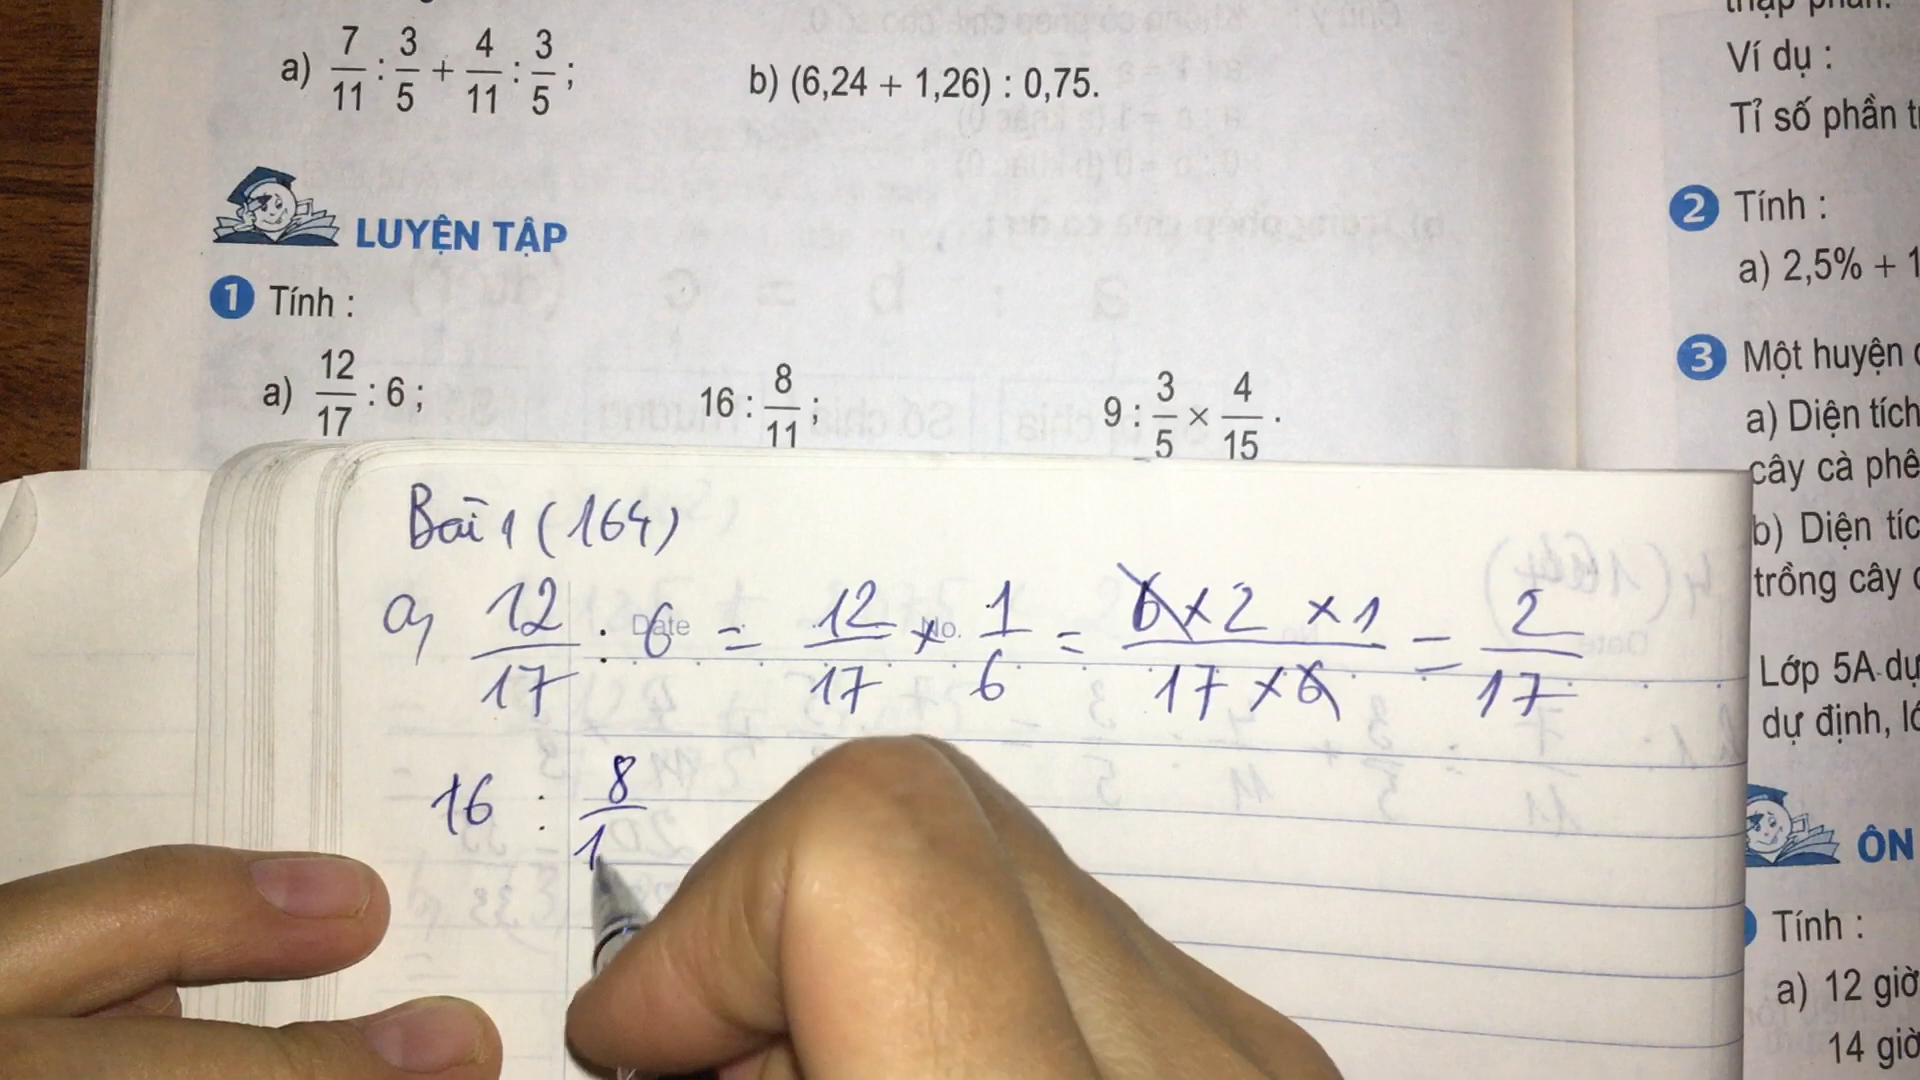 a) 7/11 : 3/5 + 4/11 : 3/5 ;
b) (6,24 + 1,26) : 0,75.
LUYỆN TẬP
1 Tính :
a) 12/17 : 6 ;
16 : 8/11 ;
9 : 3/5 × 4/15 .
Bài 1 (164)
a) 12/17 : 6 = 12/17 × 1/6 = 6×2×1/17×6 = 2/17
16 : 8/1
Date
No.
Ví dụ :
Tỉ số phần
2 Tính :
a) 2,5% + 1
3 Một huyện
a) Diện tích
cây cà phê
b) Diện
trồng cây
Lớp 5A dự
dự định,
ÔN
Tính :
a) 12 giờ
14 giờ